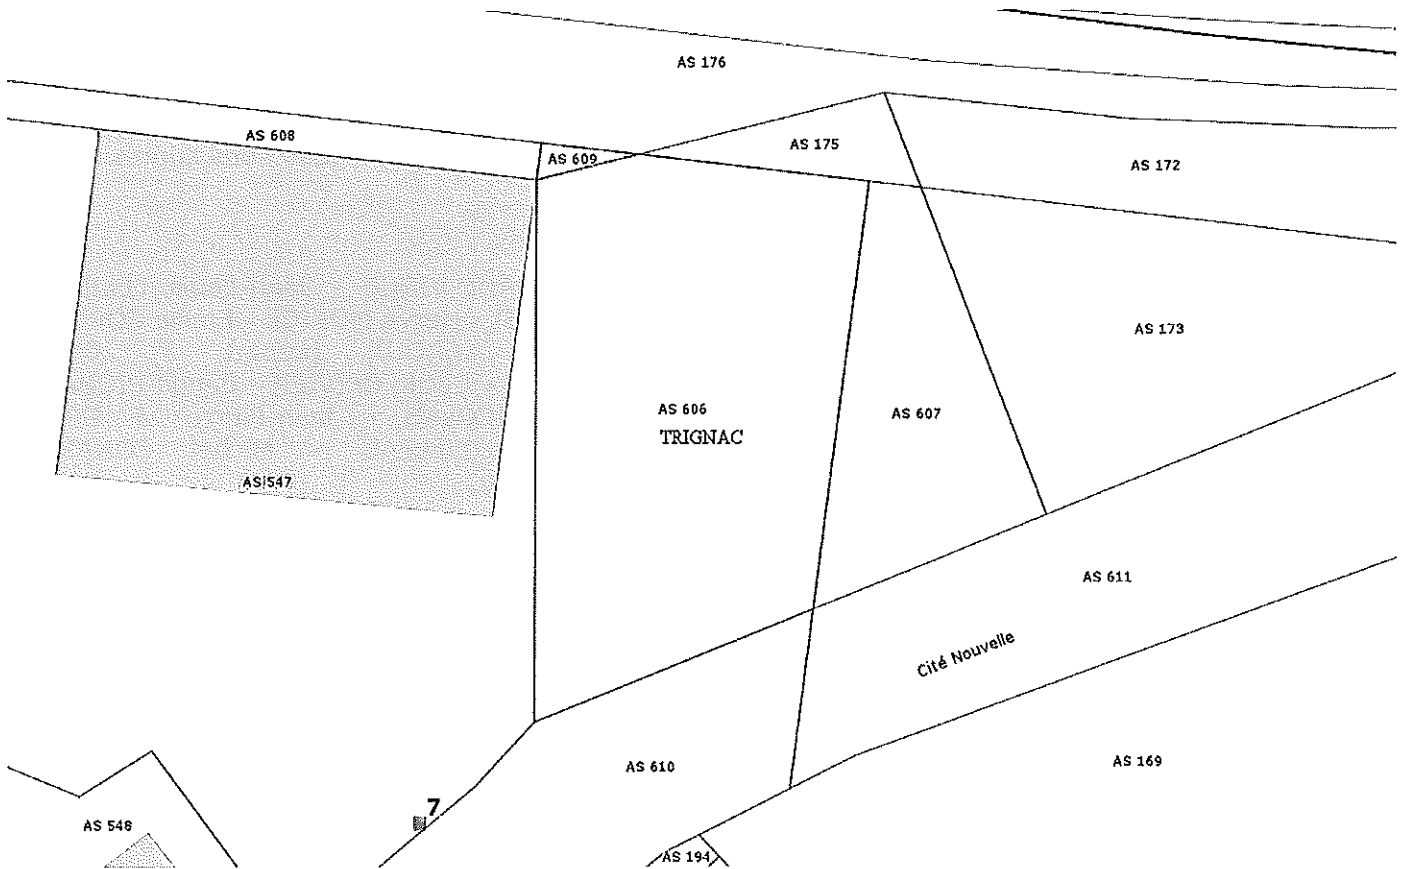 AS 176
AS 608
AS 609
AS 175
AS 172
AS 173
AS 606
TRIGNAC
AS 607
AS 547
AS 611
Cité Nouvelle
AS 610
AS 169
7
AS 548
AS 194